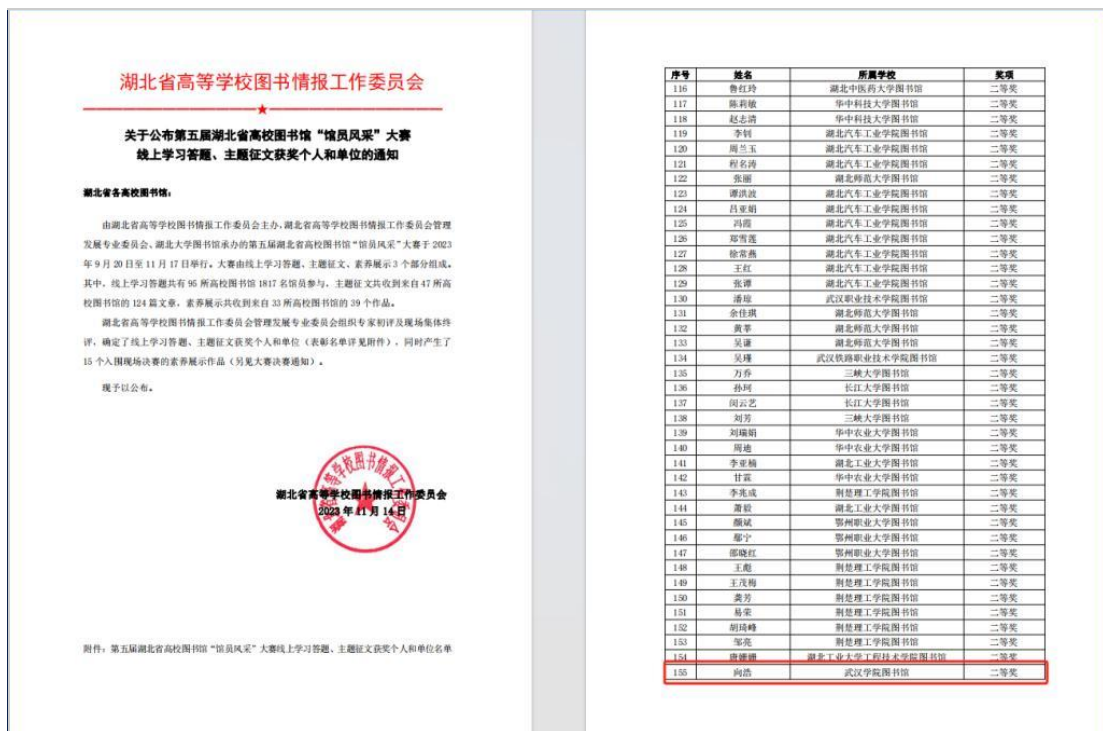 湖北省高等学校图书情报工作委员会
关于公布第五届湖北省高校图书馆“馆员风采”大赛
线上学习答题、主题征文获奖个人和单位的通知
湖北省各高校图书馆：
由湖北省高等学校图书情报工作委员会主办，湖北省高等学校图书情报工作委员会管理
发展专业委员会、湖北大学图书馆承办的第五届湖北省高校图书馆“馆员风采”大赛于 2023
年 9 月 20 日至 11 月 17 日举行。大赛由线上学习答题、主题征文、素养展示 3 个部分组成。
其中，线上学习答题共有 95 所高校图书馆 1817 名馆员参与，主题征文共收到来自 47 所高
校图书馆的 124 篇文章，素养展示共收到来自 33 所高校图书馆的 39 个作品。
湖北省高等学校图书情报工作委员会管理发展专业委员会组织专家初评及现场集体终
评，确定了线上学习答题、主题征文获奖个人和单位（表彰名单详见附件），同时产生了
15 个入围现场决赛的素养展示作品（另见大赛决赛通知）。
现予以公布。
湖北省高等学校图书情报工作委员会
2023 年 11 月 14 日
附件：第五届湖北省高校图书馆“馆员风采”大赛线上学习答题、主题征文获奖个人和单位名单
序号 姓名 所属学校 奖项
116 鲁红玲 湖北中医药大学图书馆 二等奖
117 陈莉敏 华中科技大学图书馆 二等奖
118 赵志清 华中科技大学图书馆 二等奖
119 李钊 湖北汽车工业学院图书馆 二等奖
120 周兰玉 湖北汽车工业学院图书馆 二等奖
121 程名涛 湖北汽车工业学院图书馆 二等奖
122 张丽 湖北师范大学图书馆 二等奖
123 谭洪波 湖北汽车工业学院图书馆 二等奖
124 吕亚娟 湖北汽车工业学院图书馆 二等奖
125 冯霞 湖北汽车工业学院图书馆 二等奖
126 郑雪莲 湖北汽车工业学院图书馆 二等奖
127 徐常燕 湖北汽车工业学院图书馆 二等奖
128 王红 湖北汽车工业学院图书馆 二等奖
129 张谭 湖北汽车工业学院图书馆 二等奖
130 潘琼 武汉职业技术学院图书馆 二等奖
131 余佳琪 湖北师范大学图书馆 二等奖
132 黄莘 湖北师范大学图书馆 二等奖
133 吴谦 湖北师范大学图书馆 二等奖
134 吴瑾 武汉铁路职业技术学院图书馆 二等奖
135 万乔 三峡大学图书馆 二等奖
136 孙珂 长江大学图书馆 二等奖
137 闵云艺 长江大学图书馆 二等奖
138 刘芳 三峡大学图书馆 二等奖
139 刘瑞娟 华中农业大学图书馆 二等奖
140 周迪 华中农业大学图书馆 二等奖
141 李亚楠 湖北工业大学图书馆 二等奖
142 甘霖 华中农业大学图书馆 二等奖
143 李兆成 荆楚理工学院图书馆 二等奖
144 萧毅 湖北工业大学图书馆 二等奖
145 颜斌 鄂州职业大学图书馆 二等奖
146 鄢宁 鄂州职业大学图书馆 二等奖
147 邵晓红 鄂州职业大学图书馆 二等奖
148 王彪 荆楚理工学院图书馆 二等奖
149 王茂梅 荆楚理工学院图书馆 二等奖
150 龚芳 荆楚理工学院图书馆 二等奖
151 易荣 荆楚理工学院图书馆 二等奖
152 胡琦峰 荆楚理工学院图书馆 二等奖
153 邹亮 荆楚理工学院图书馆 二等奖
154 唐姗姗 湖北工业大学工程技术学院图书馆 二等奖
155 向浩 武汉学院图书馆 二等奖